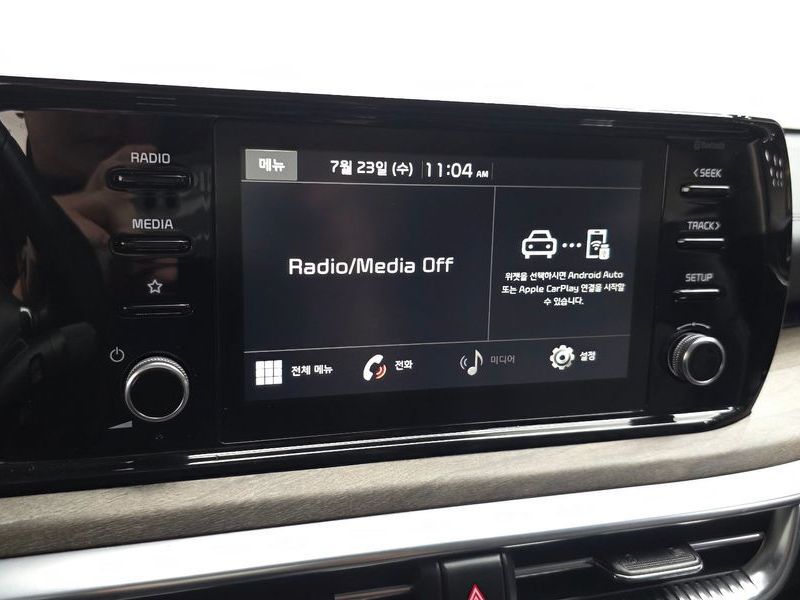 RADIO
MEDIA
메뉴
7월 23일 (수) 11:04 AM
Radio/Media Off
위젯을 선택하시면 Android Auto
또는 Apple CarPlay 연결을 시작할
수 있습니다.
전체 메뉴
전화
미디어
설정
Bluetooth
< SEEK
TRACK >
SETUP